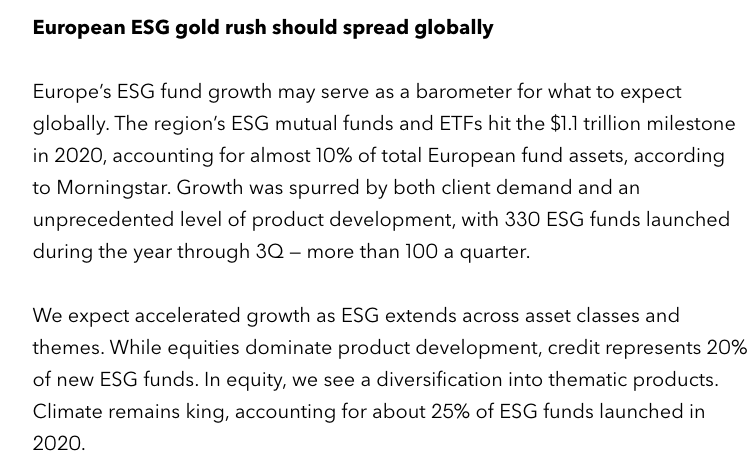 European ESG gold rush should spread globally
Europe's ESG fund growth may serve as a barometer for what to expect
globally. The region's ESG mutual funds and ETFs hit the $1.1 trillion milestone
in 2020, accounting for almost 10% of total European fund assets, according
to Morningstar. Growth was spurred by both client demand and an
unprecedented level of product development, with 330 ESG funds launched
during the year through 3Q — more than 100 a quarter.
We expect accelerated growth as ESG extends across asset classes and
themes. While equities dominate product development, credit represents 20%
of new ESG funds. In equity, we see a diversification into thematic products.
Climate remains king, accounting for about 25% of ESG funds launched in
2020.